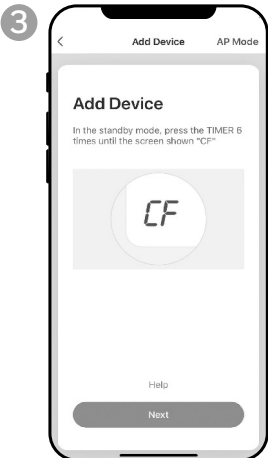 3
Add Device AP Mode
Add Device
In the standby mode, press the TIMER 6
times until the screen shown "CF"
CF
Help
Next